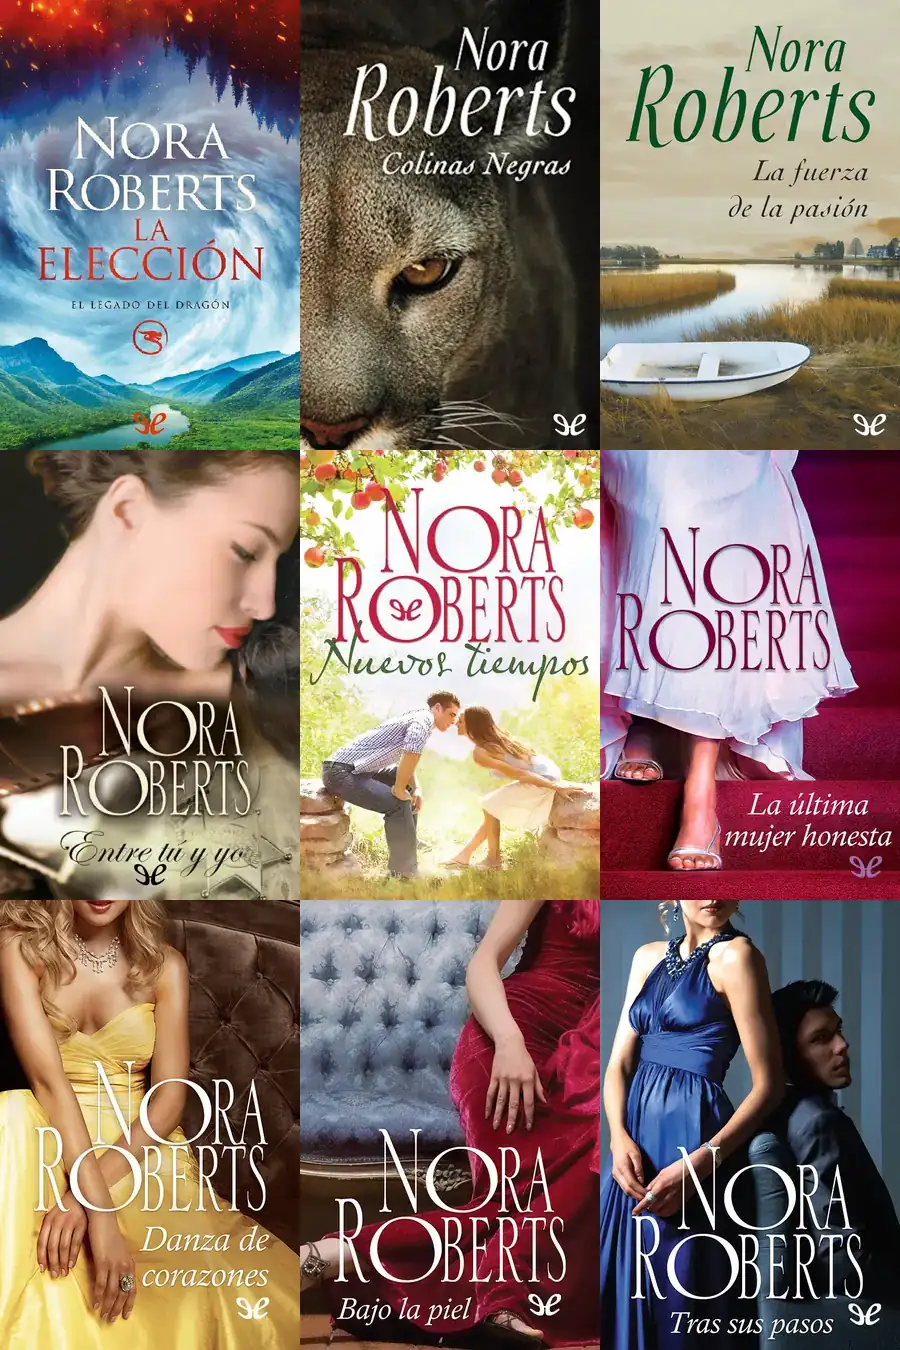 NORA
ROBERTS
LA
ELECCIÓN
EL LEGADO DEL DRAGÓN
Nora
Roberts
Colinas Negras
Nora
Roberts
La fuerza
de la pasión
NORA
ROBERTS
Entre tú y yo
NORA
ROBERTS
Nuevos tiempos
NORA
ROBERTS
La última
mujer honesta
NORA
ROBERTS
Danza de
corazones
NORA
ROBERTS
Bajo la piel
NORA
ROBERTS
Tras sus pasos